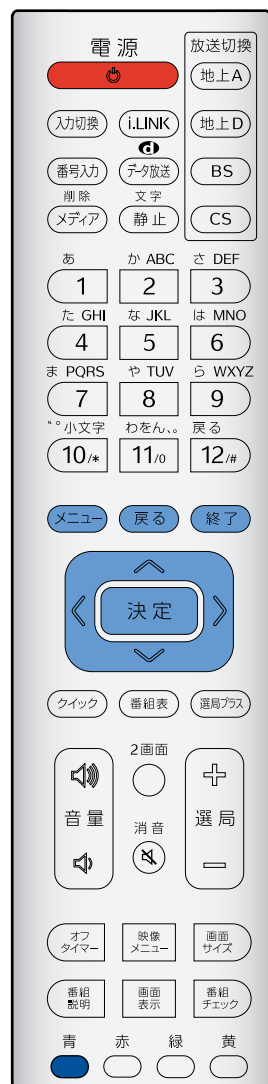 電源
放送切換
地上A
入力切換
i.LINK
地上D
d
番号入力
データ放送
BS
削除
文字
メディア
静止
CS
あ
か ABC
さ DEF
1
2
3
た GHI
な JKL
は MNO
4
5
6
ま PQRS
や TUV
ら WXYZ
7
8
9
゛゜小文字
わをん、。
戻る
10/*
11/0
12/#
メニュー
戻る
終了
決定
クイック
番組表
選局プラス
2画面
音量
消音
選局
オフ
タイマー
映像
メニュー
画面
サイズ
番組
説明
画面
表示
番組
チェック
青
赤
緑
黄